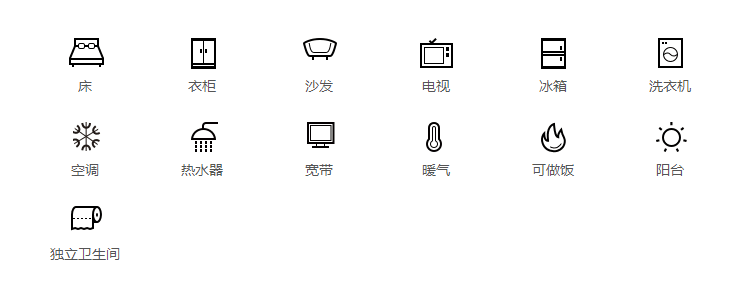 床 衣柜 沙发 电视 冰箱 洗衣机
空调 热水器 宽带 暖气 可做饭 阳台
独立卫生间